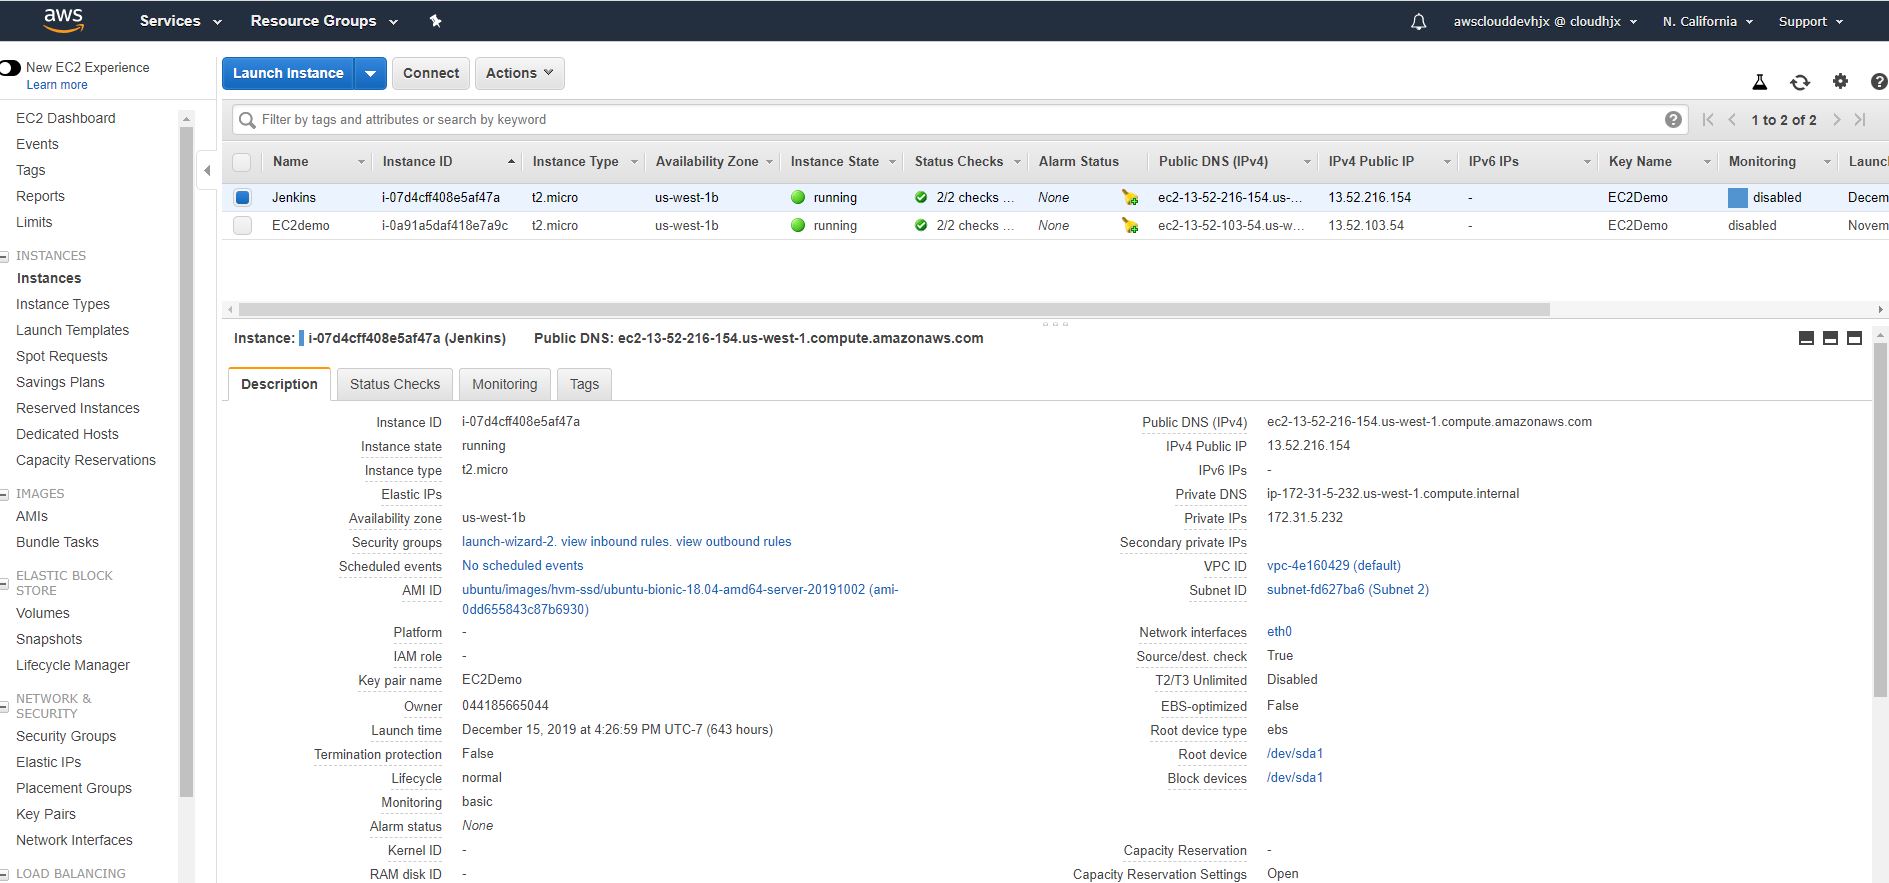 aws Services Resource Groups awsclouddevhjx @ cloudhjx N. California Support
New EC2 Experience
Learn more
Launch Instance Connect Actions
EC2 Dashboard
Events
Tags
Reports
Limits
INSTANCES
Instances
Instance Types
Launch Templates
Spot Requests
Savings Plans
Reserved Instances
Dedicated Hosts
Capacity Reservations
IMAGES
AMIs
Bundle Tasks
ELASTIC BLOCK
STORE
Volumes
Snapshots
Lifecycle Manager
NETWORK &
SECURITY
Security Groups
Elastic IPs
Placement Groups
Key Pairs
Network Interfaces
LOAD BALANCING
Filter by tags and attributes or search by keyword 1 to 2 of 2
Name Instance ID Instance Type Availability Zone Instance State Status Checks Alarm Status Public DNS (IPv4) IPv4 Public IP IPv6 IPs Key Name Monitoring Launc
Jenkins i-07d4cff408e5af47a t2.micro us-west-1b running 2/2 checks ... None ec2-13-52-216-154.us-... 13.52.216.154 - EC2Demo disabled Decem
EC2demo i-0a91a5daf418e7a9c t2.micro us-west-1b running 2/2 checks ... None ec2-13-52-103-54.us-w... 13.52.103.54 - EC2Demo disabled Novem
Instance: i-07d4cff408e5af47a (Jenkins) Public DNS: ec2-13-52-216-154.us-west-1.compute.amazonaws.com
Description Status Checks Monitoring Tags
Instance ID i-07d4cff408e5af47a
Instance state running
Instance type t2.micro
Elastic IPs
Availability zone us-west-1b
Security groups launch-wizard-2. view inbound rules. view outbound rules
Scheduled events No scheduled events
AMI ID ubuntu/images/hvm-ssd/ubuntu-bionic-18.04-amd64-server-20191002 (ami-
0dd655843c87b6930)
Platform -
IAM role -
Key pair name EC2Demo
Owner 044185665044
Launch time December 15, 2019 at 4:26:59 PM UTC-7 (643 hours)
Termination protection False
Lifecycle normal
Monitoring basic
Alarm status None
Kernel ID -
RAM disk ID -
Public DNS (IPv4) ec2-13-52-216-154.us-west-1.compute.amazonaws.com
IPv4 Public IP 13.52.216.154
IPv6 IPs -
Private DNS ip-172-31-5-232.us-west-1.compute.internal
Private IPs 172.31.5.232
Secondary private IPs
VPC ID vpc-4e160429 (default)
Subnet ID subnet-fd627ba6 (Subnet 2)
Network interfaces eth0
Source/dest. check True
T2/T3 Unlimited Disabled
EBS-optimized False
Root device type ebs
Root device /dev/sda1
Block devices /dev/sda1
Capacity Reservation -
Capacity Reservation Settings Open